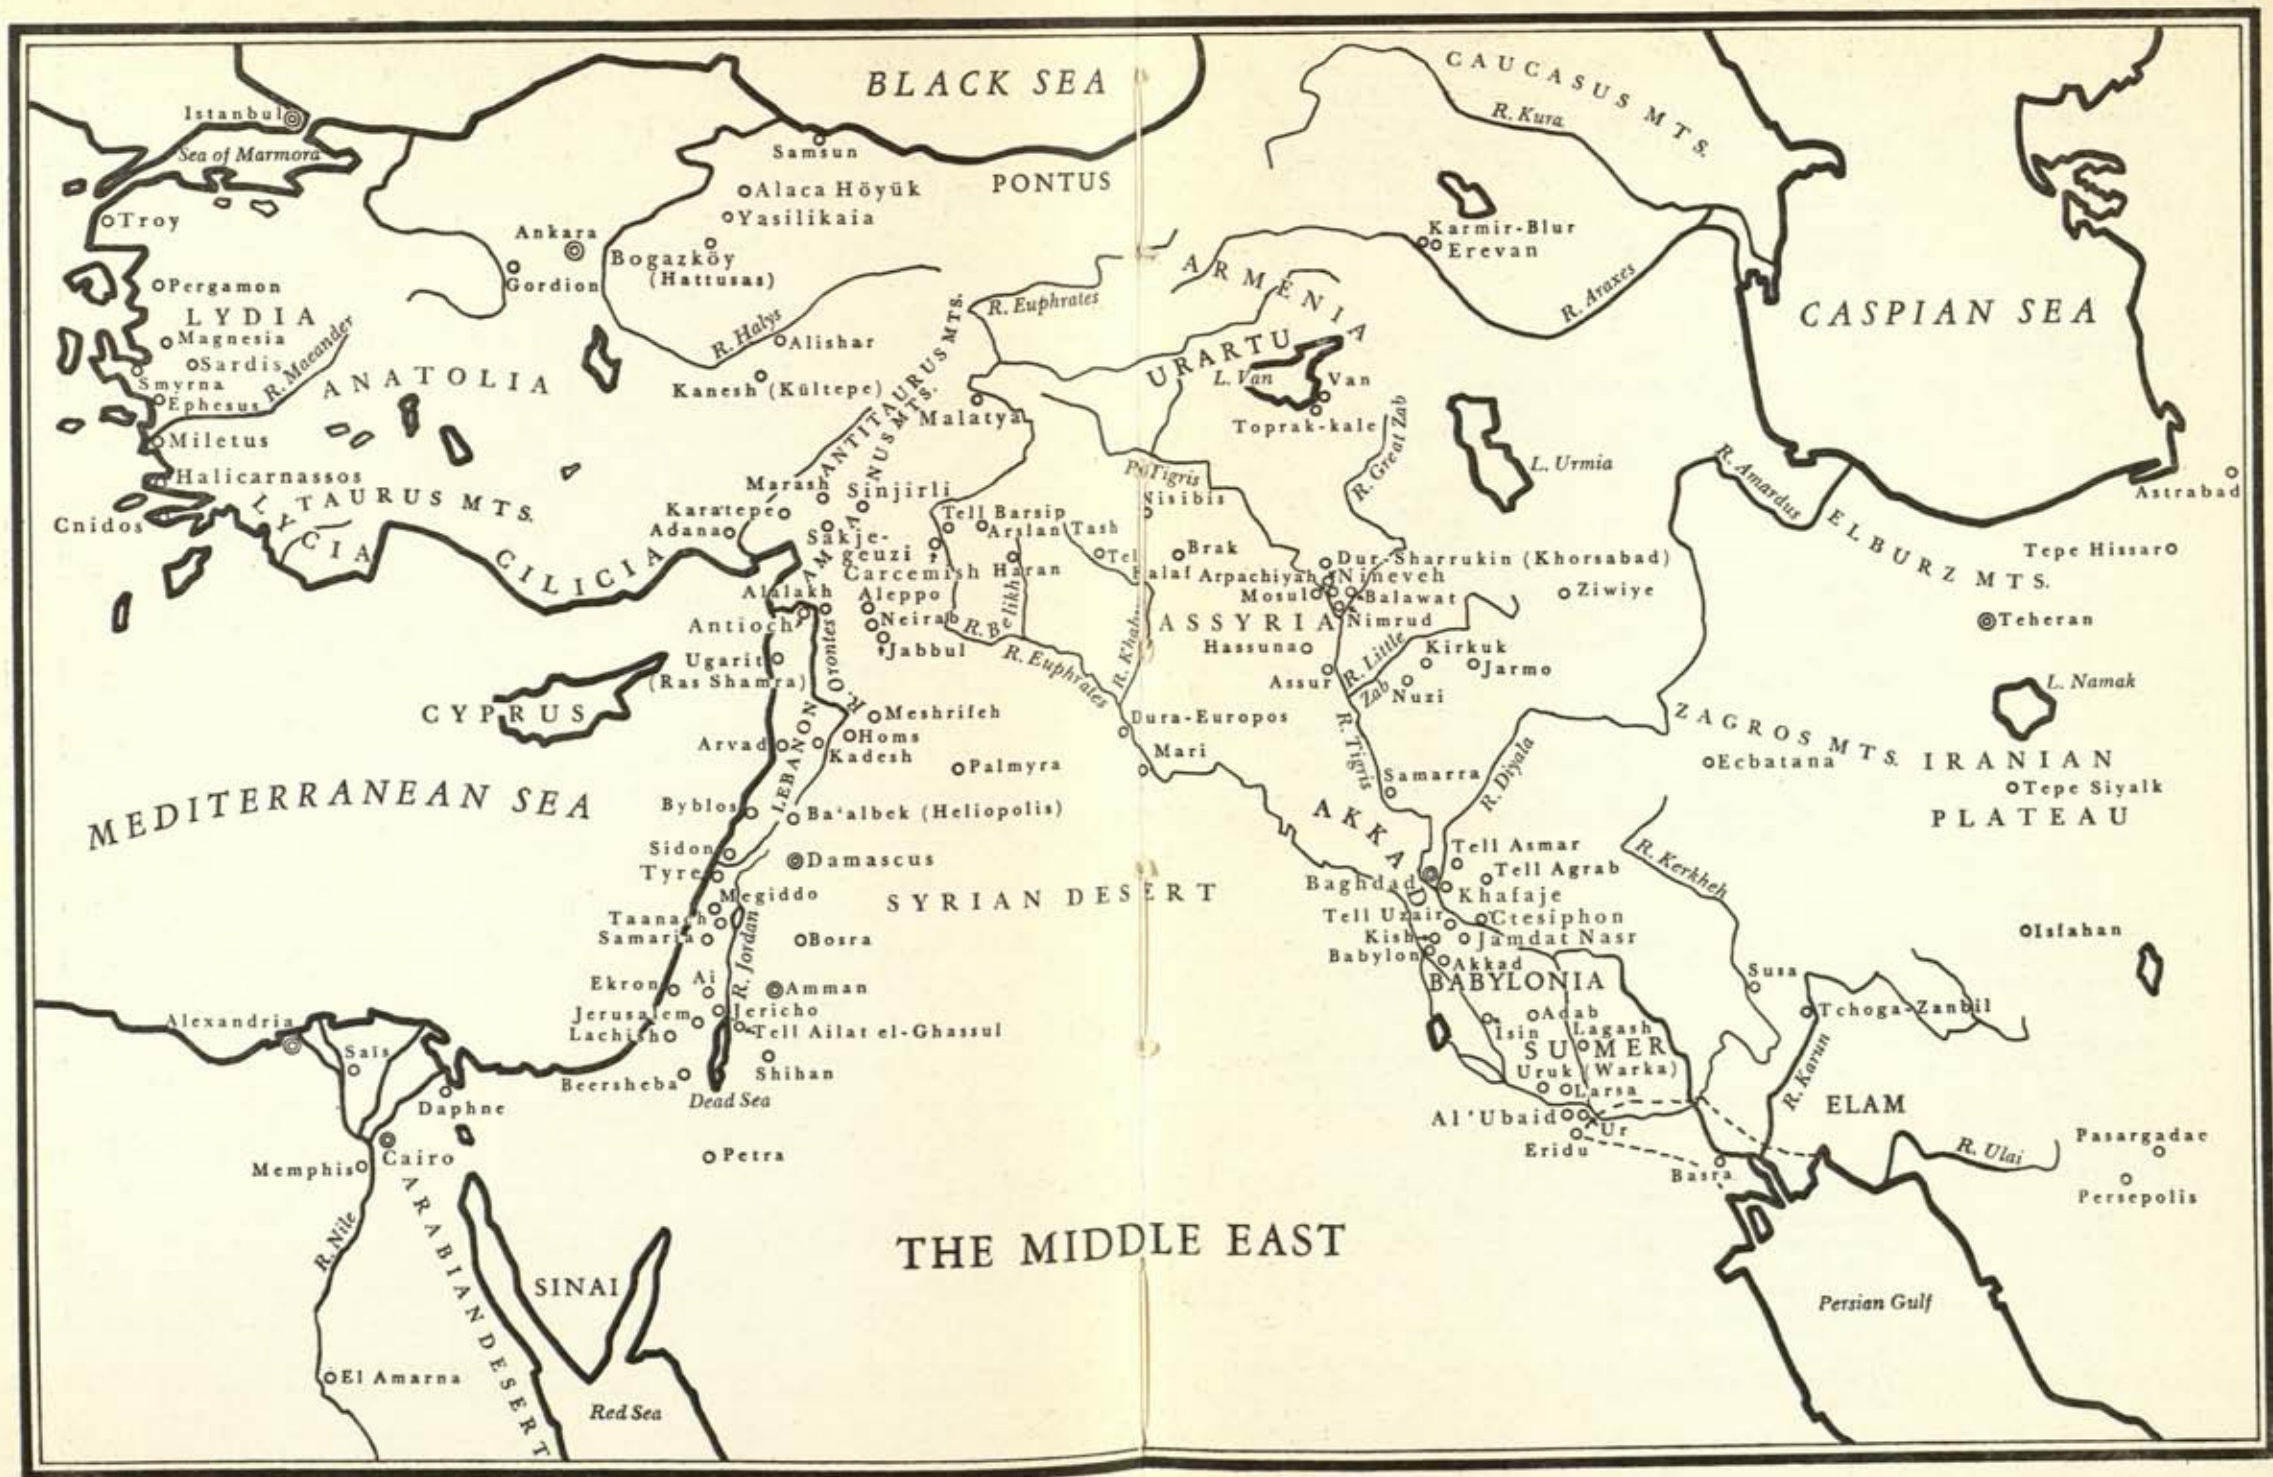 BLACK SEA
CAUCASUS MTS.
R. Kura
Istanbul
Sea of Marmora
Samsun
PONTUS
Alaca Höyük
Yasilikaia
Troy
Ankara
Bogazköy
(Hattusas)
Gordion
Karmir-Blur
Erevan
ARMENIA
R. Araxes
CASPIAN SEA
Pergamon
LYDIA
Magnesia
Sardis
Smyrna
Ephesus
R. Maeander
ANATOLIA
Miletus
Halicarnassos
R. Halys
Alishar
Kanesh (Kültepe)
ANTITAURUS MTS.
R. Euphrates
URARTU
L. Van
Van
Toprak-kale
Malatya
R. Great Zab
L. Urmia
R. Amardus
Astrabad
TAURUS MTS.
LYCIA
Cnidos
CILICIA
Marash
Sinjirli
Karatepe
Adana
Sakje-
geuzi
AMANUS MTS.
Tell Barsip
Arslan Tash
Carcemish
Haran
R. Tigris
Nisibis
Brak
Tel
Halaf
Arpachiyah
Dur-Sharrukin (Khorsabad)
Nineveh
Mosul
Balawat
Nimrud
Ziwiye
ELBURZ MTS.
Tepe Hissar
Teheran
Alalakh
Aleppo
Antioch
Neirab
Jabbul
R. Belikh
R. Euphrates
R. Khab
ASSYRIA
Hassuna
Assur
R. Little
Zab
Kirkuk
Jarmo
Nuzi
L. Namak
Ugarit
(Ras Shamra)
R. Orontes
CYPRUS
Meshrifeh
Homs
Kadesh
Arvad
LEBANON
Palmyra
Dura-Europos
Mari
R. Tigris
Samarra
R. Diyala
ZAGROS MTS.
Ecbatana
IRANIAN
PLATEAU
Tepe Siyalk
MEDITERRANEAN SEA
Byblos
Ba'albek (Heliopolis)
Sidon
Tyre
Damascus
SYRIAN DESERT
AKKAD
Tell Asmar
Tell Agrab
Baghdad
Khafaje
R. Kerkheh
Megiddo
Taanach
Samaria
R. Jordan
Bosra
Tell Uzair
Ctesiphon
Kish
Jamdat Nasr
Babylon
Akkad
BABYLONIA
Isfahan
Ekron
Ai
Amman
Jerusalem
Jericho
Lachish
Tell Ailat el-Ghassul
Shihan
Beersheba
Dead Sea
Petra
Susa
Tchoga-Zanbil
Isin
Adab
Lagash
SUMER
Uruk (Warka)
Larsa
Al 'Ubaid
Ur
Eridu
Basra
R. Karun
ELAM
R. Ulai
Pasargadae
Persepolis
Alexandria
Saïs
Daphne
Cairo
Memphis
R. Nile
ARABIAN DESERT
SINAI
El Amarna
Red Sea
THE MIDDLE EAST
Persian Gulf